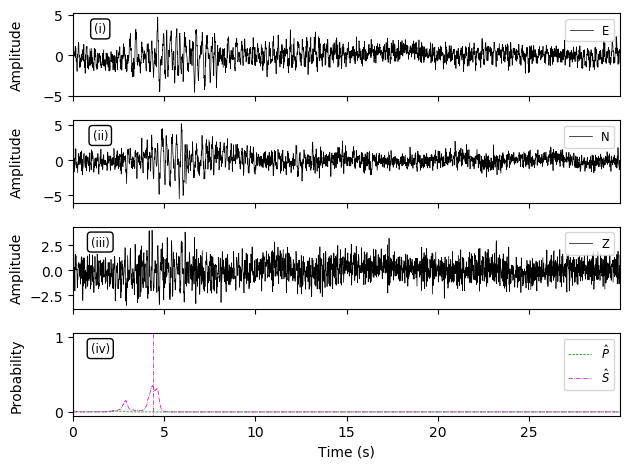 (i)
E
5
0
−5
Amplitude
(ii)
N
5
0
−5
Amplitude
(iii)
Z
2.5
0.0
−2.5
Amplitude
(iv)
P̂
Ŝ
1
0
Probability
0 5 10 15 20 25
Time (s)